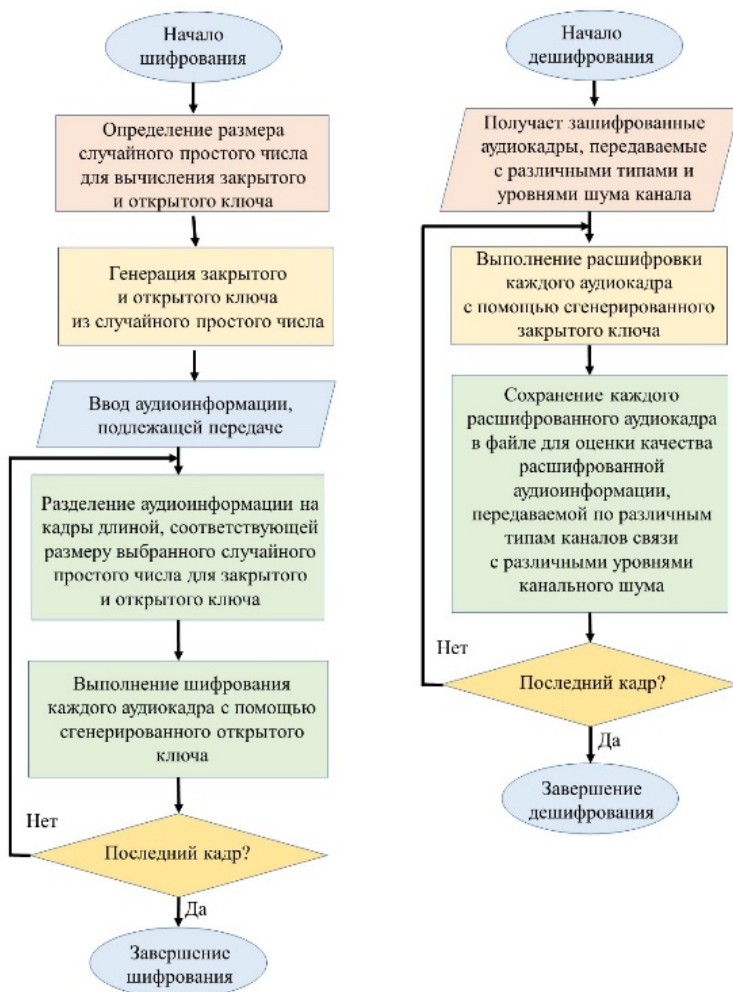 Начало
шифрования
Определение размера
случайного простого числа
для вычисления закрытого
и открытого ключа
Генерация закрытого
и открытого ключа
из случайного простого числа
Ввод аудиоинформации,
подлежащей передаче
Разделение аудиоинформации на
кадры длиной, соответствующей
размеру выбранного случайного
простого числа для закрытого
и открытого ключа
Выполнение шифрования
каждого аудиокадра с помощью
сгенерированного открытого
ключа
Нет
Последний кадр?
Да
Завершение
шифрования
Начало
дешифрования
Получает зашифрованные
аудиокадры, передаваемые
с различными типами и
уровнями шума канала
Выполнение расшифровки
каждого аудиокадра
с помощью сгенерированного
закрытого ключа
Сохранение каждого
расшифрованного аудиокадра
в файле для оценки качества
расшифрованной
аудиоинформации,
передаваемой по различным
типам каналов связи
с различными уровнями
канального шума
Нет
Последний кадр?
Да
Завершение
дешифрования